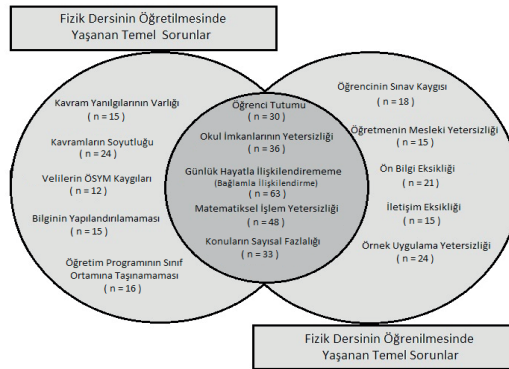 Fizik Dersinin Öğretilmesinde
Yaşanan Temel Sorunlar
Kavram Yanılgılarının Varlığı
( n = 15 )
Kavramların Soyutluğu
( n = 24 )
Velilerin ÖSYM Kaygıları
( n = 12 )
Bilginin Yapılandırılamaması
( n = 15 )
Öğretim Programının Sınıf
Ortamına Taşınamaması
( n = 16 )
Öğrenci Tutumu
( n = 30 )
Okul İmkanlarının Yetersizliği
( n = 36 )
Günlük Hayatla İlişkilendirememe
(Bağlamla İlişkilendirme)
( n = 63 )
Matematiksel İşlem Yetersizliği
( n = 48 )
Konuların Sayısal Fazlalığı
( n = 33 )
Öğrencinin Sınav Kaygısı
( n = 18 )
Öğretmenin Mesleki Yetersizliği
( n = 15 )
Ön Bilgi Eksikliği
( n = 21 )
İletişim Eksikliği
( n = 15 )
Örnek Uygulama Yetersizliği
( n = 24 )
Fizik Dersinin Öğrenilmesinde
Yaşanan Temel Sorunlar